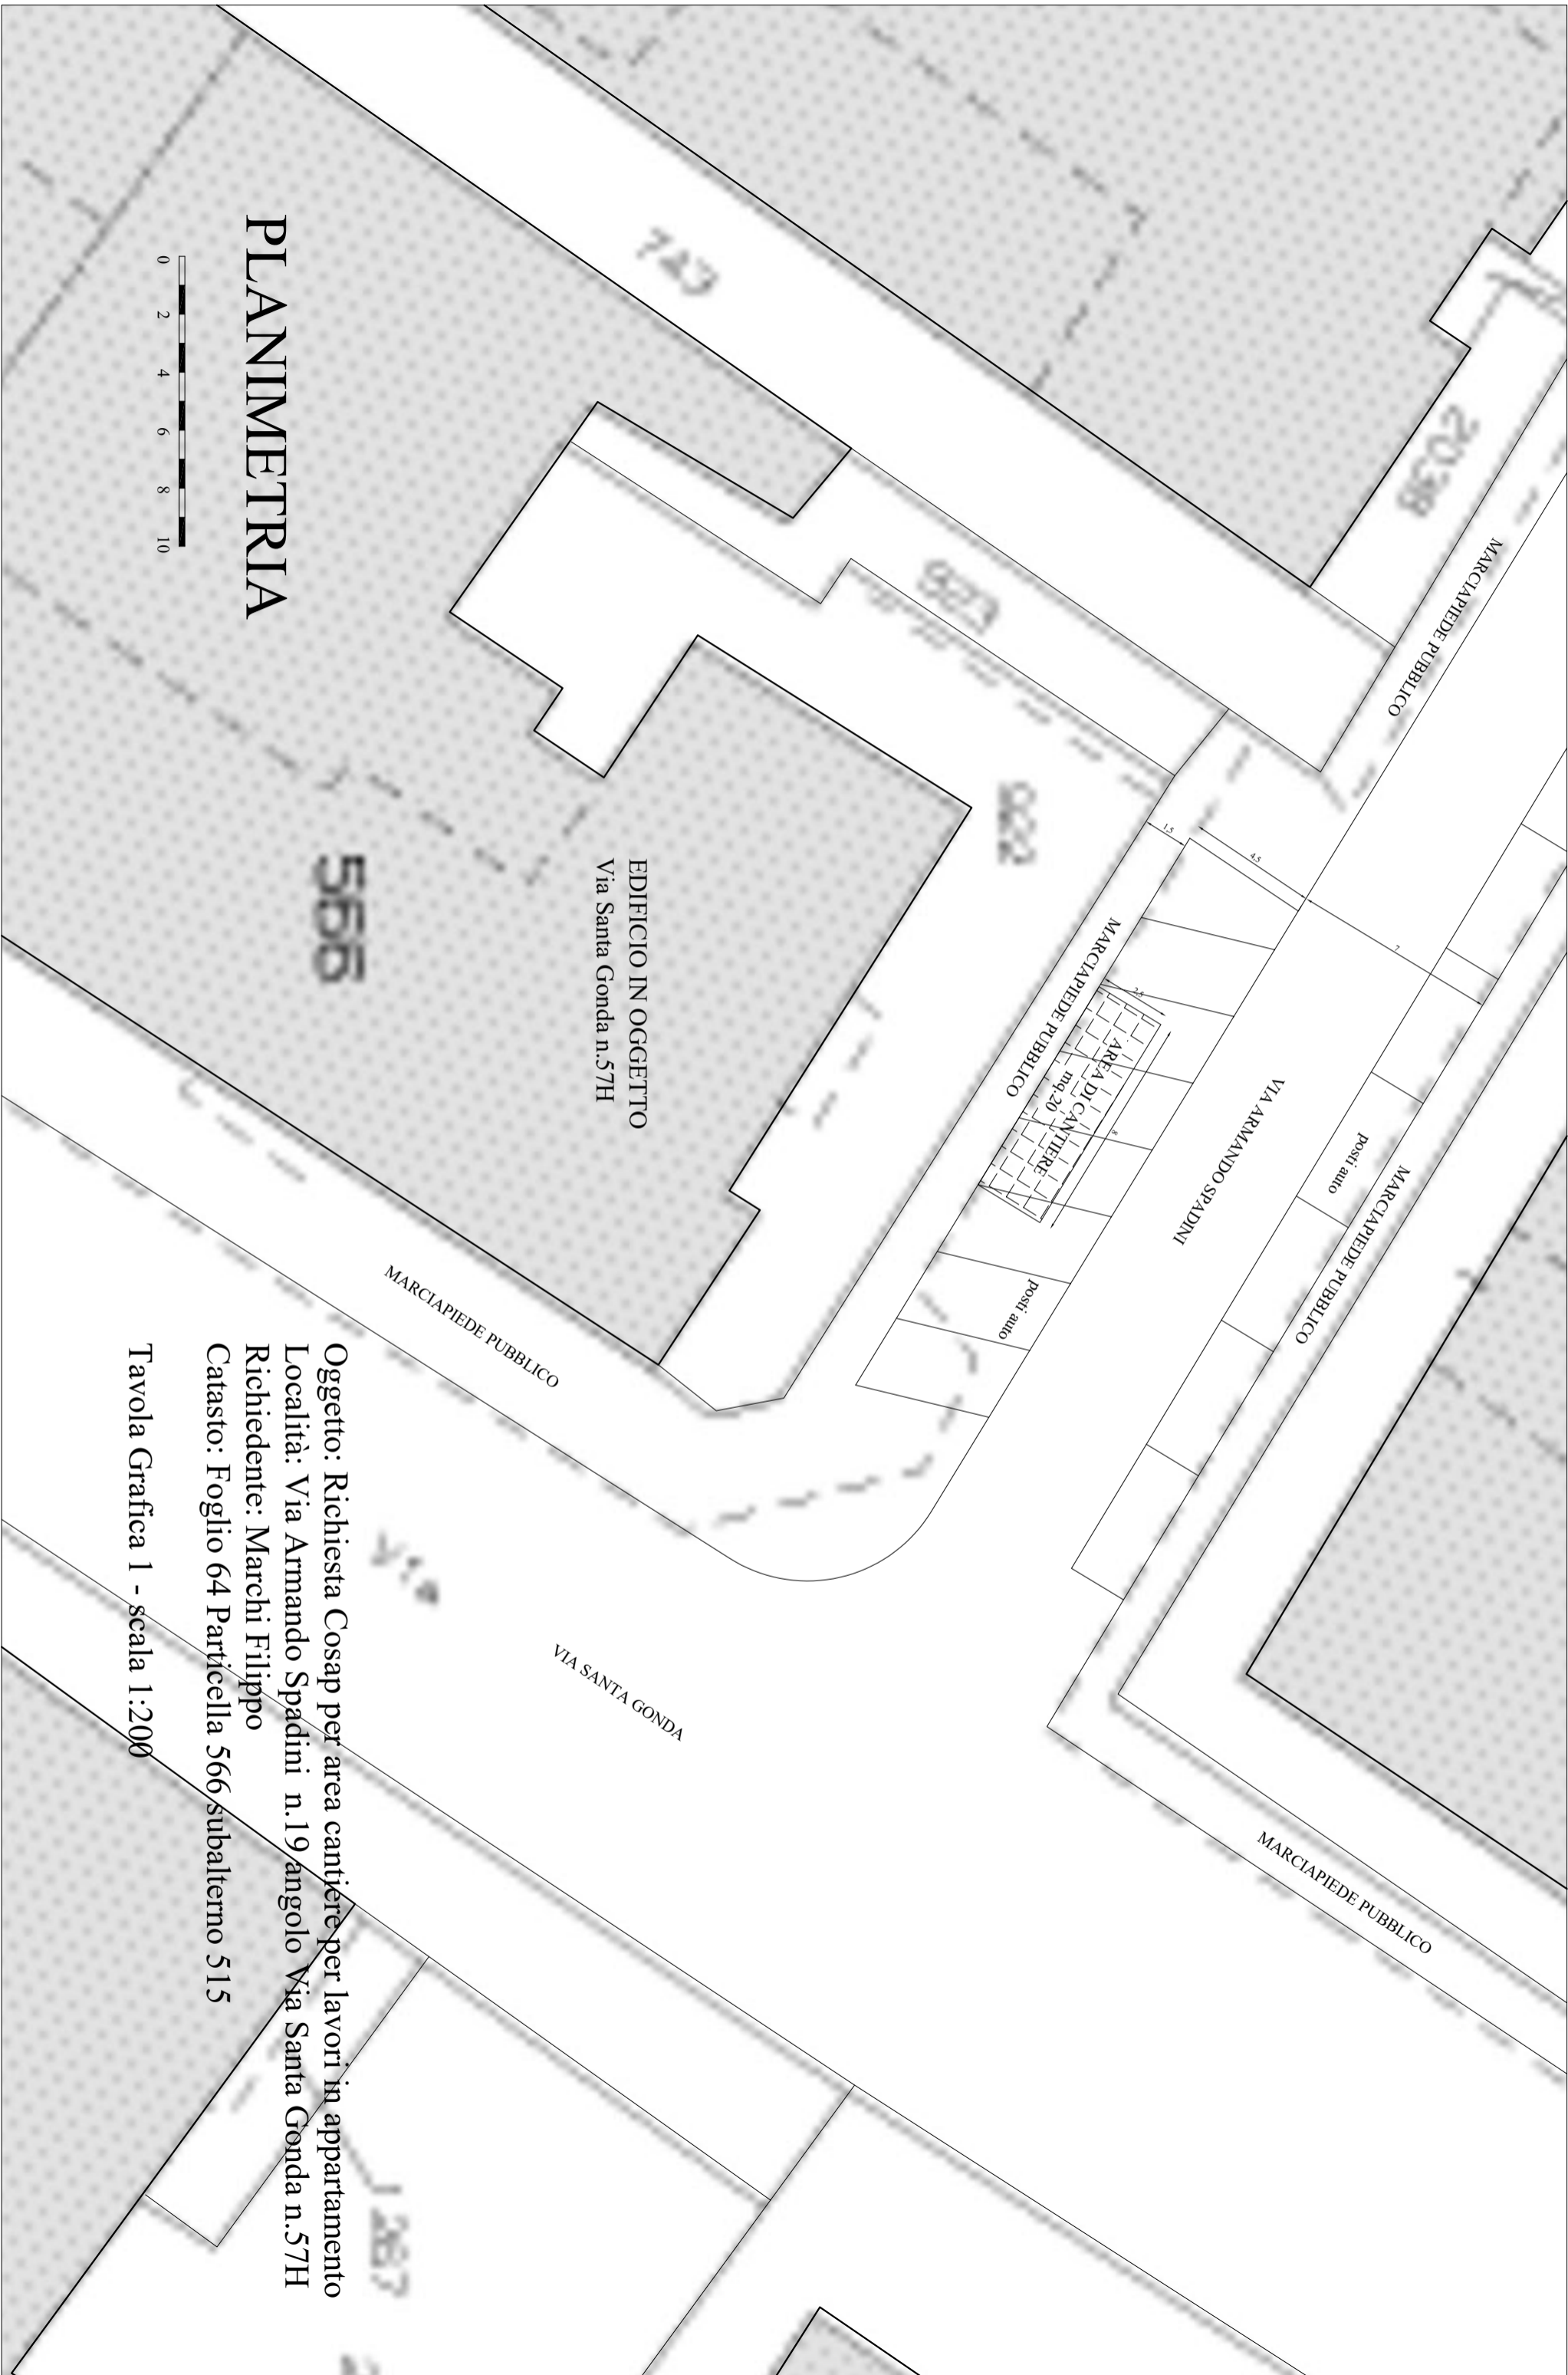 PLANIMETRIA
0 2 4 6 8 10
743
2038
923
922
566
EDIFICIO IN OGGETTO
Via Santa Gonda n.57H
MARCIAPIEDE PUBBLICO
MARCIAPIEDE PUBBLICO
AREA DI CANTIERE
mq.20
1.5
4.5
7
2.5
8
posti auto
VIA ARMANDO SPADINI
posti auto
MARCIAPIEDE PUBBLICO
MARCIAPIEDE PUBBLICO
MARCIAPIEDE PUBBLICO
Via
VIA SANTA GONDA
1267
Oggetto: Richiesta Cosap per area cantiere per lavori in appartamento
Località: Via Armando Spadini n.19 angolo Via Santa Gonda n.57H
Richiedente: Marchi Filippo
Catasto: Foglio 64 Particella 566 subalterno 515
Tavola Grafica 1 - scala 1:200